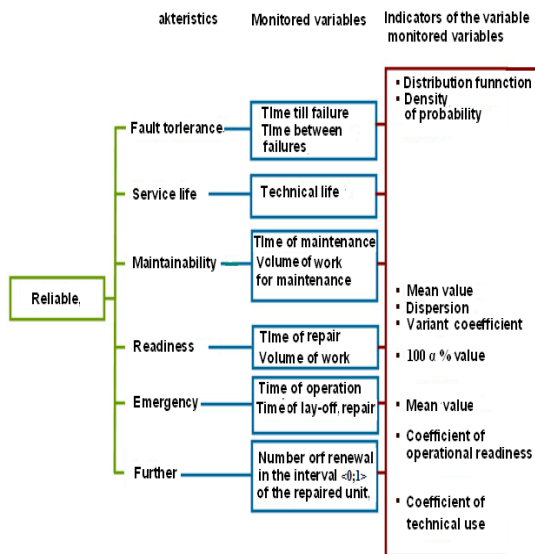 akteristics
Monitored variables
Indicators of the variable
monitored variables
Reliable,
Fault torlerance
Time till failure
Time between
failures
Service life
Technical life
Maintainability
Time of maintenance
Volume of work
for maintenance
Readiness
Time of repair
Volume of work
Emergency
Time of operation
Time of lay-off, repair
Further
Number orf renewal
in the interval <0;1>
of the repaired unit,
▪ Distribution funnction
▪ Density
of probability
▪ Mean value
▪ Dispersion
▪ Variant coeefficient
▪ 100 α % value
▪ Mean value
▪ Coefficient of
operational readiness
▪ Coefficient of
technical use